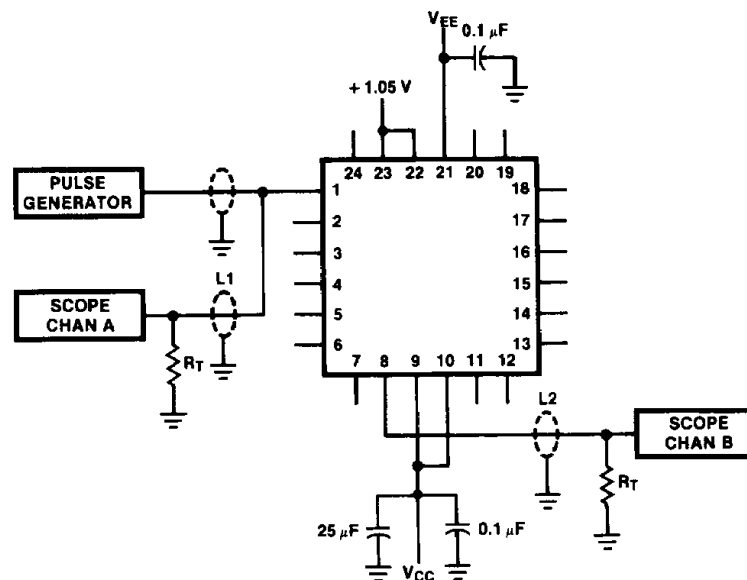 VEE
0.1 µF
+ 1.05 V
24 23 22 21 20 19
PULSE
GENERATOR
1
2
3
4
5
6
18
17
16
15
14
13
L1
SCOPE
CHAN A
RT
7 8 9 10 11 12
L2
SCOPE
CHAN B
RT
25 µF
0.1 µF
VCC